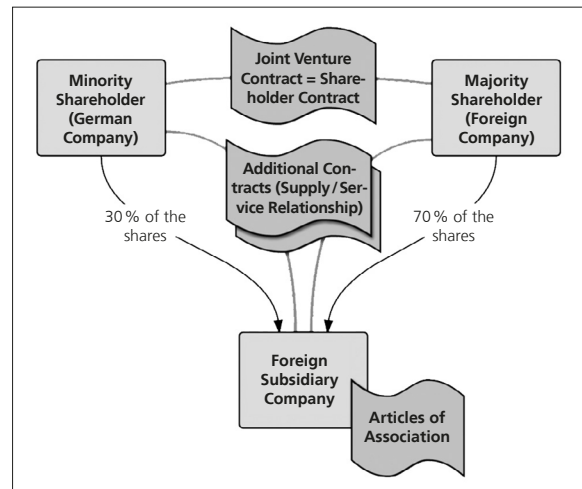 Joint Venture
Contract = Share-
holder Contract
Minority
Shareholder
(German
Company)
Majority
Shareholder
(Foreign
Company)
Additional Con-
tracts (Supply / Ser-
vice Relationship)
30 % of the
shares
70 % of the
shares
Foreign
Subsidiary
Company
Articles of
Association